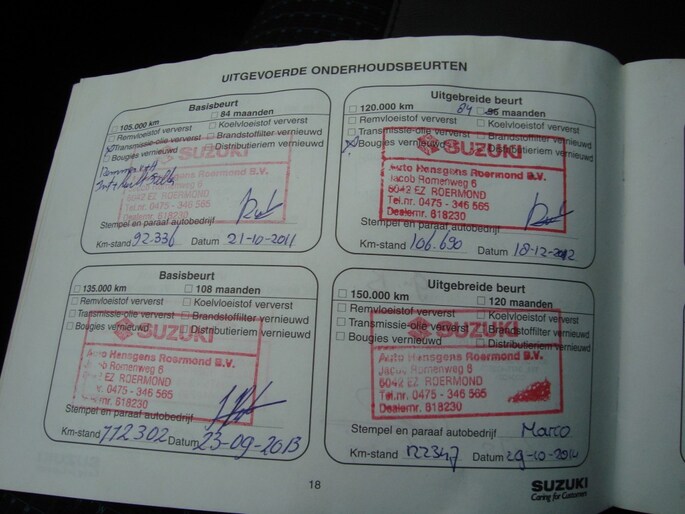 UITGEVOERDE ONDERHOUDSBEURTEN
Basisbeurt
105.000 km 84 maanden
Remvloeistof ververst Koelvloeistof ververst
Transmissie-olie ververst Brandstoffilter vernieuwd
Bougies vernieuwd Distributieriem vernieuwd
SUZUKI
Auto Hensgens Roermond B.V.
Jacob Romenweg 6
6042 EZ ROERMOND
Tel.nr. 0475 - 346 565
Dealernr. 618230
Stempel en paraaf autobedrijf
Km-stand 92.336 Datum 21-10-2011
Uitgebreide beurt
120.000 km 84 96 maanden
Remvloeistof ververst Koelvloeistof ververst
Transmissie-olie ververst Brandstoffilter vernieuwd
Bougies vernieuwd Distributieriem vernieuwd
SUZUKI
Auto Hensgens Roermond B.V.
Jacob Romenweg 6
6042 EZ ROERMOND
Tel.nr. 0475 - 346 565
Dealernr. 618230
Stempel en paraaf autobedrijf
Km-stand 106.690 Datum 18-12-2012
Basisbeurt
135.000 km 108 maanden
Remvloeistof ververst Koelvloeistof ververst
Transmissie-olie ververst Brandstoffilter vernieuwd
Bougies vernieuwd Distributieriem vernieuwd
SUZUKI
Auto Hensgens Roermond B.V.
Jacob Romenweg 6
6042 EZ ROERMOND
Tel.nr. 0475 - 346 565
Dealernr. 618230
Stempel en paraaf autobedrijf
Km-stand 112302 Datum 23-09-2013
Uitgebreide beurt
150.000 km 120 maanden
Remvloeistof ververst Koelvloeistof ververst
Transmissie-olie ververst Brandstoffilter vernieuwd
Bougies vernieuwd Distributieriem vernieuwd
SUZUKI
Auto Hensgens Roermond B.V.
Jacob Romenweg 6
6042 EZ ROERMOND
Tel.nr. 0475 - 346 565
Dealernr. 618230
Stempel en paraaf autobedrijf Marco
Km-stand 122347 Datum 29-10-2014
18
SUZUKI
Caring for Customers